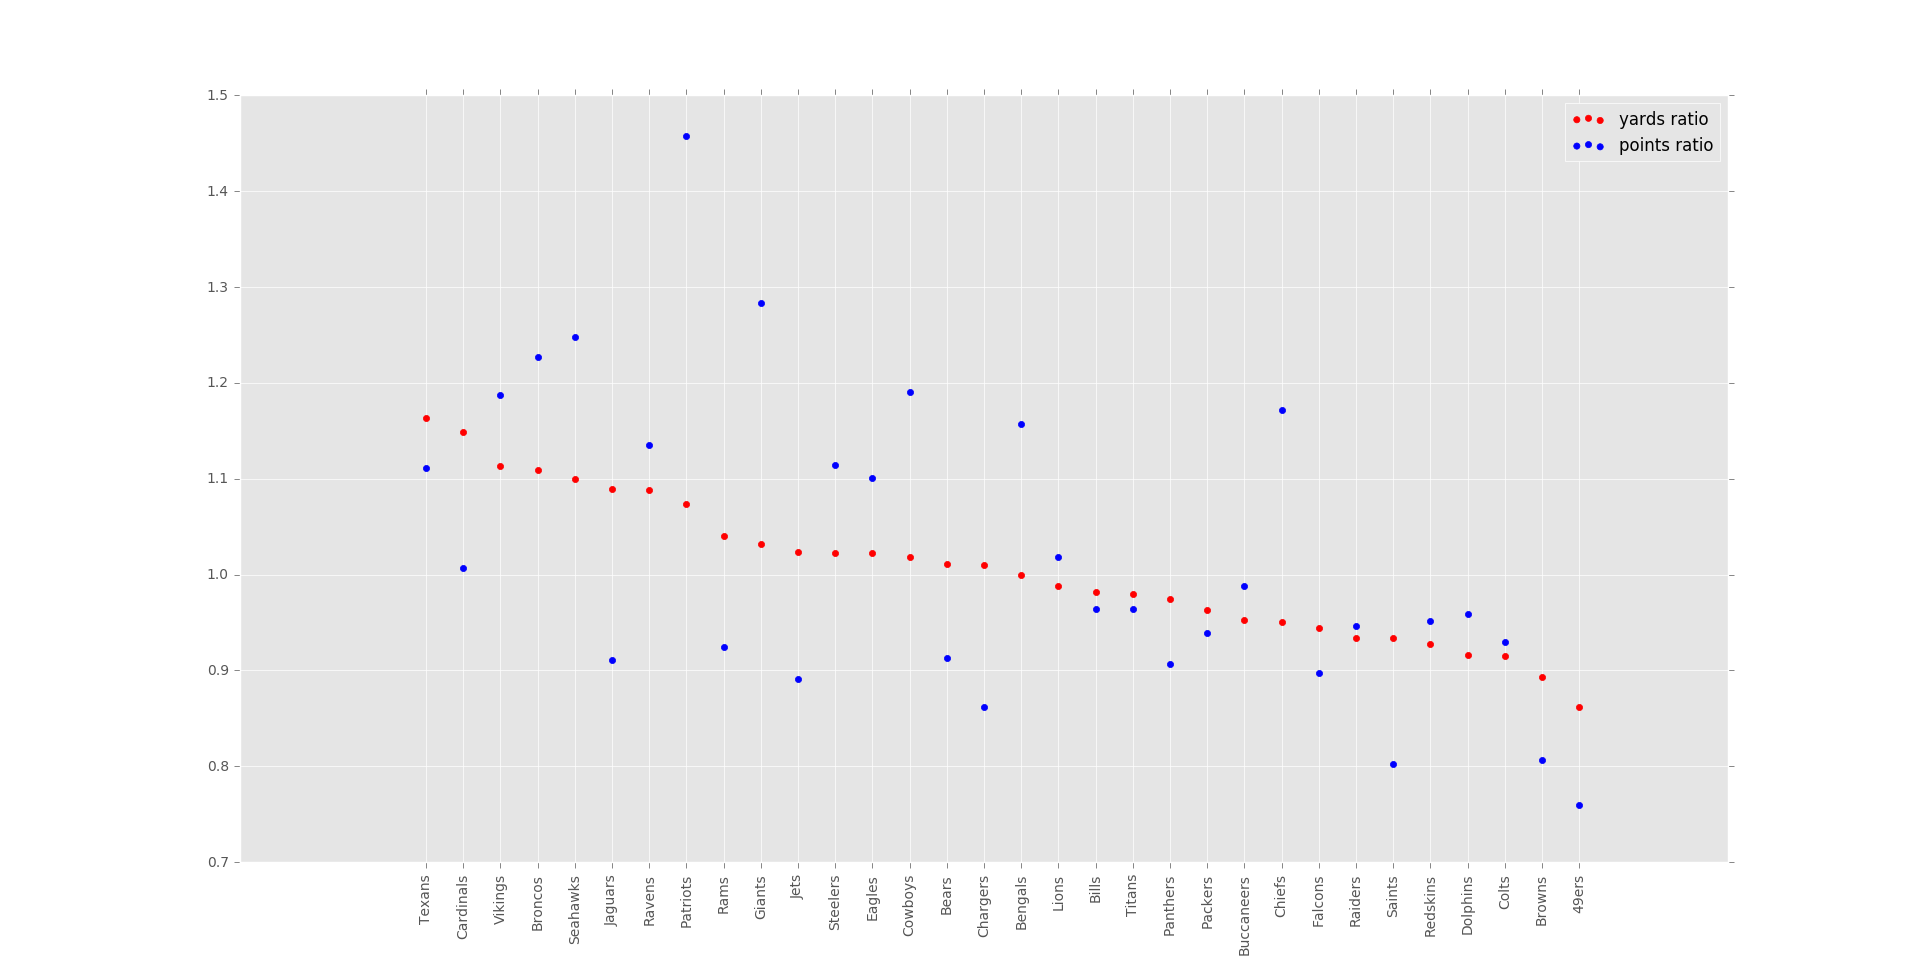 1.5
1.4
1.3
1.2
1.1
1.0
0.9
0.8
0.7
yards ratio
points ratio
Texans
Cardinals
Vikings
Broncos
Seahawks
Jaguars
Ravens
Patriots
Rams
Giants
Jets
Steelers
Eagles
Cowboys
Bears
Chargers
Bengals
Lions
Bills
Titans
Panthers
Packers
Buccaneers
Chiefs
Falcons
Raiders
Saints
Redskins
Dolphins
Colts
Browns
49ers